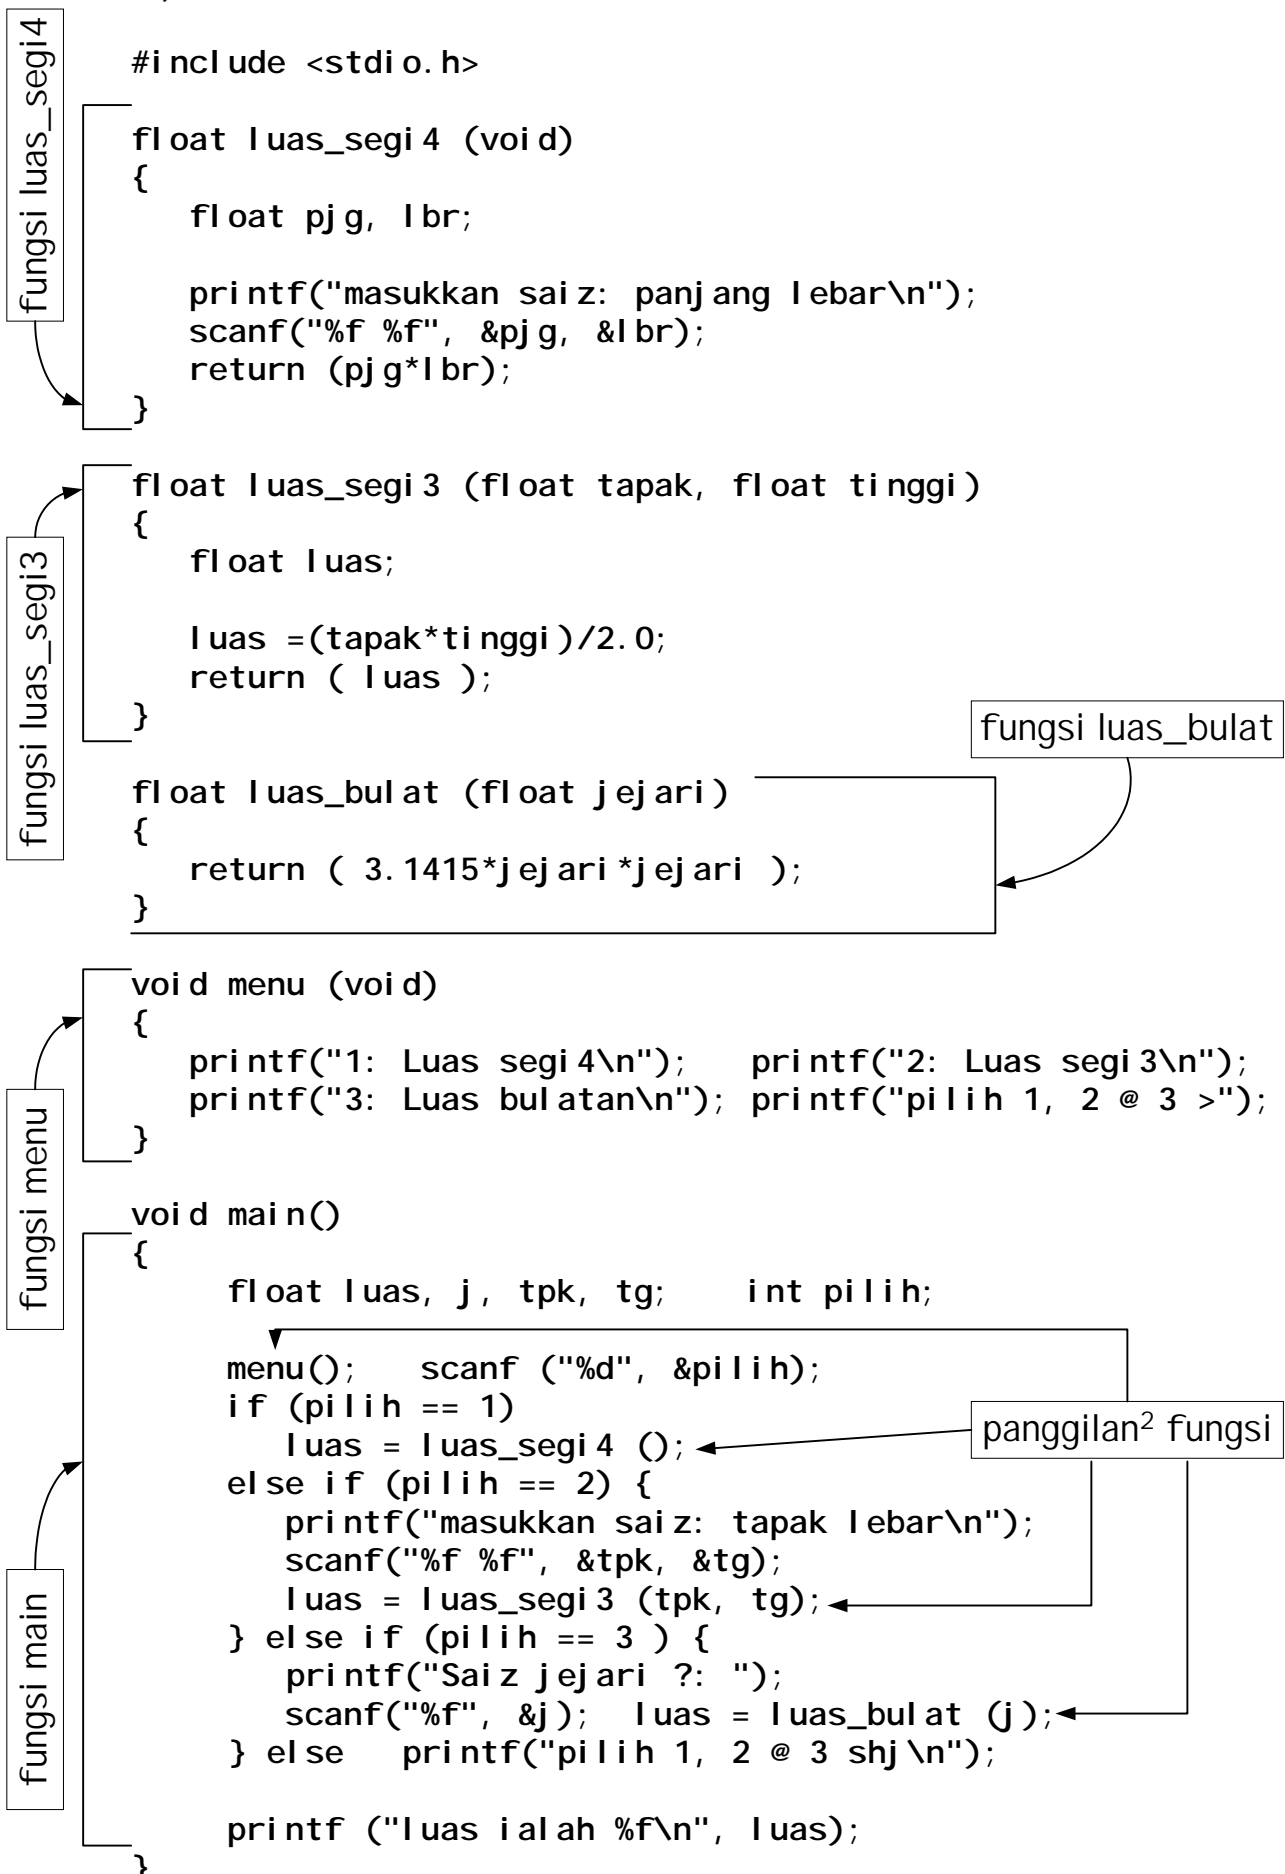 #include <stdio.h>
fungsi luas_segi4
float luas_segi4 (void)
{
float pjg, lbr;
printf("masukkan saiz: panjang lebar\n");
scanf("%f %f", &pjg, &lbr);
return (pjg*lbr);
}
fungsi luas_segi3
float luas_segi3 (float tapak, float tinggi)
{
float luas;
luas =(tapak*tinggi)/2.0;
return ( luas );
}
fungsi luas_bulat
float luas_bulat (float jejari)
{
return ( 3.1415*jejari*jejari );
}
fungsi menu
void menu (void)
{
printf("1: Luas segi4\n"); printf("2: Luas segi3\n");
printf("3: Luas bulatan\n"); printf("pilih 1, 2 @ 3 >");
}
fungsi main
void main()
{
float luas, j, tpk, tg; int pilih;
menu(); scanf ("%d", &pilih);
if (pilih == 1)
panggilan² fungsi
luas = luas_segi4 ();
else if (pilih == 2) {
printf("masukkan saiz: tapak lebar\n");
scanf("%f %f", &tpk, &tg);
luas = luas_segi3 (tpk, tg);
} else if (pilih == 3 ) {
printf("Saiz jejari ?: ");
scanf("%f", &j); luas = luas_bulat (j);
} else printf("pilih 1, 2 @ 3 shj\n");
printf ("luas ialah %f\n", luas);
}